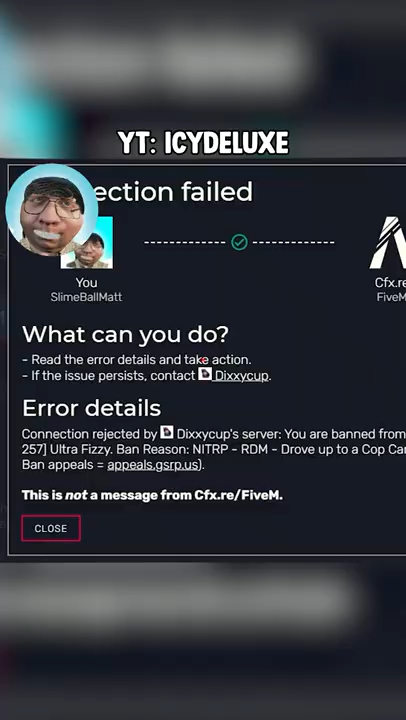 YT: ICYDELUXE
ection failed
You
SlimeBallMatt
Cfx.re
FiveM
What can you do?
- Read the error details and take action.
- If the issue persists, contact Dixxycup.
Error details
Connection rejected by Dixxycup's server: You are banned from
257] Ultra Fizzy. Ban Reason: NITRP - RDM - Drove up to a Cop Car
Ban appeals = appeals.gsrp.us).
This is not a message from Cfx.re/FiveM.
CLOSE